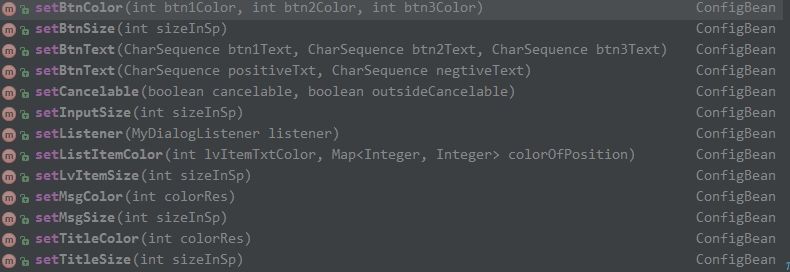 setBtnColor(int btn1Color, int btn2Color, int btn3Color) ConfigBean
setBtnSize(int sizeInSp) ConfigBean
setBtnText(CharSequence btn1Text, CharSequence btn2Text, CharSequence btn3Text) ConfigBean
setBtnText(CharSequence positiveTxt, CharSequence negtiveText) ConfigBean
setCancelable(boolean cancelable, boolean outsideCancelable) ConfigBean
setInputSize(int sizeInSp) ConfigBean
setListener(MyDialogListener listener) ConfigBean
setListItemColor(int lvItemTxtColor, Map<Integer, Integer> colorOfPosition) ConfigBean
setLvItemSize(int sizeInSp) ConfigBean
setMsgColor(int colorRes) ConfigBean
setMsgSize(int sizeInSp) ConfigBean
setTitleColor(int colorRes) ConfigBean
setTitleSize(int sizeInSp) ConfigBean